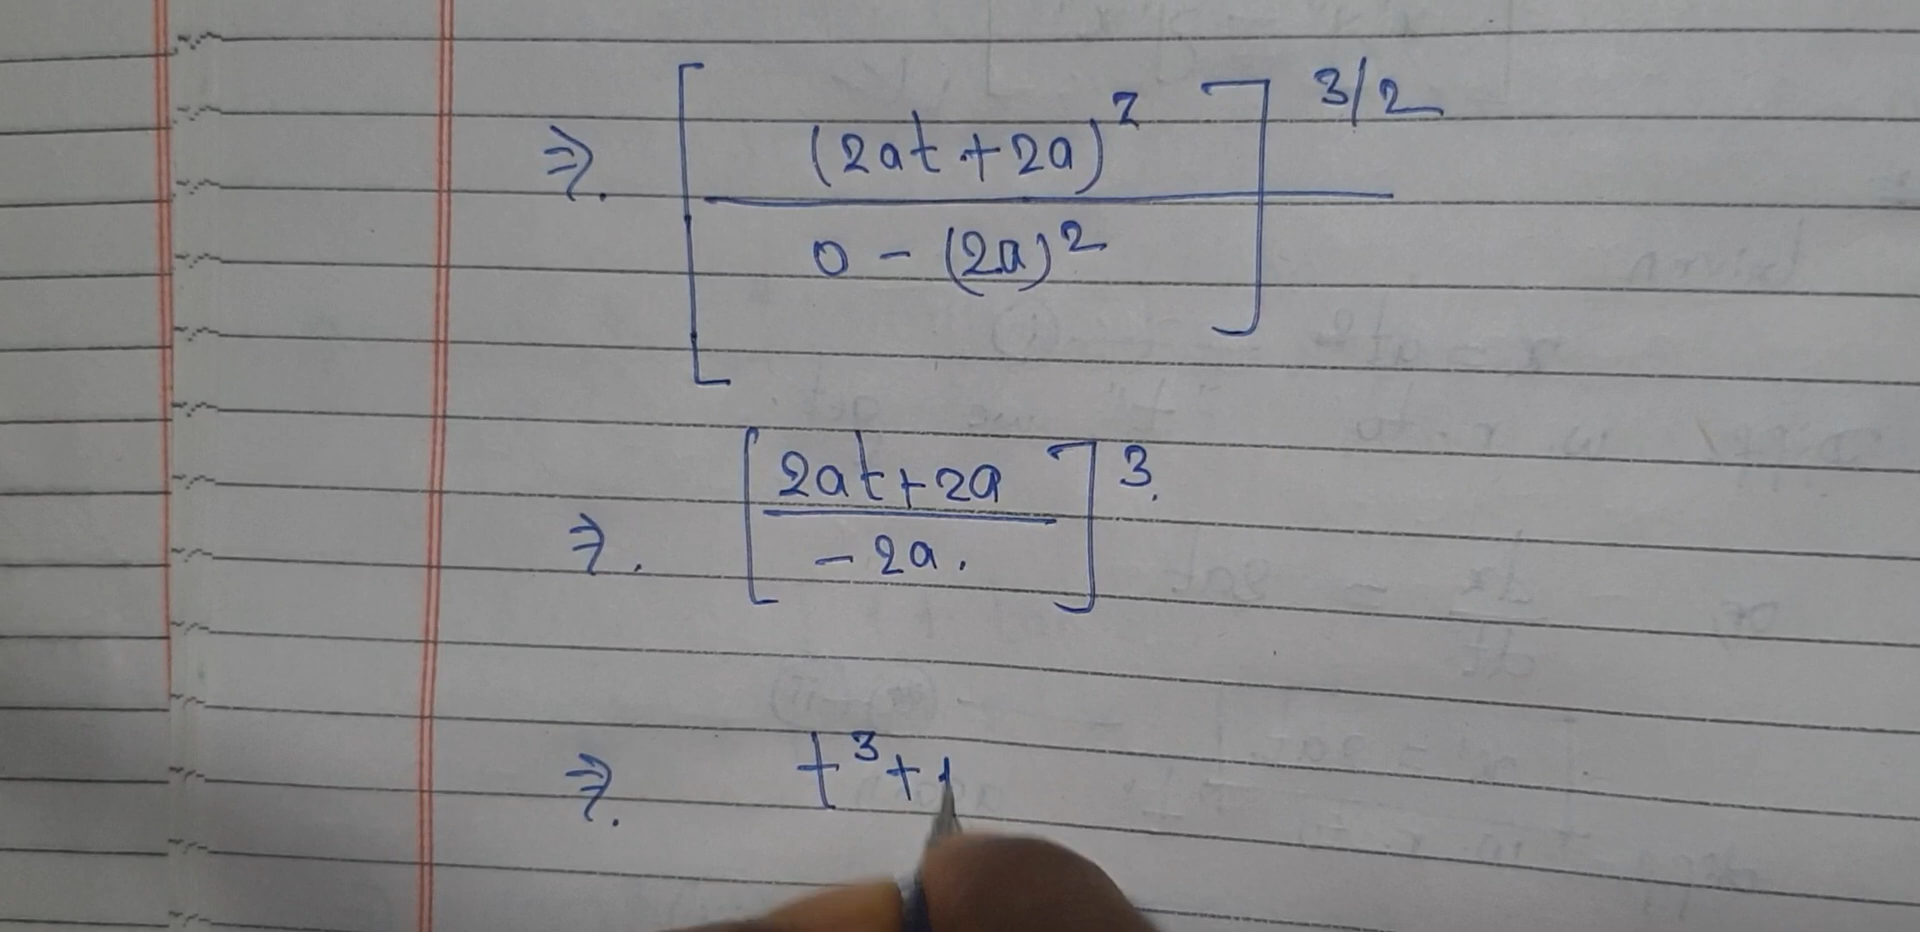 ⇒. [ (2at + 2a)² / 0 - (2a)² ] 3/2
⇒. [ 2at + 2a / - 2a. ] 3.
⇒. t³ + 1